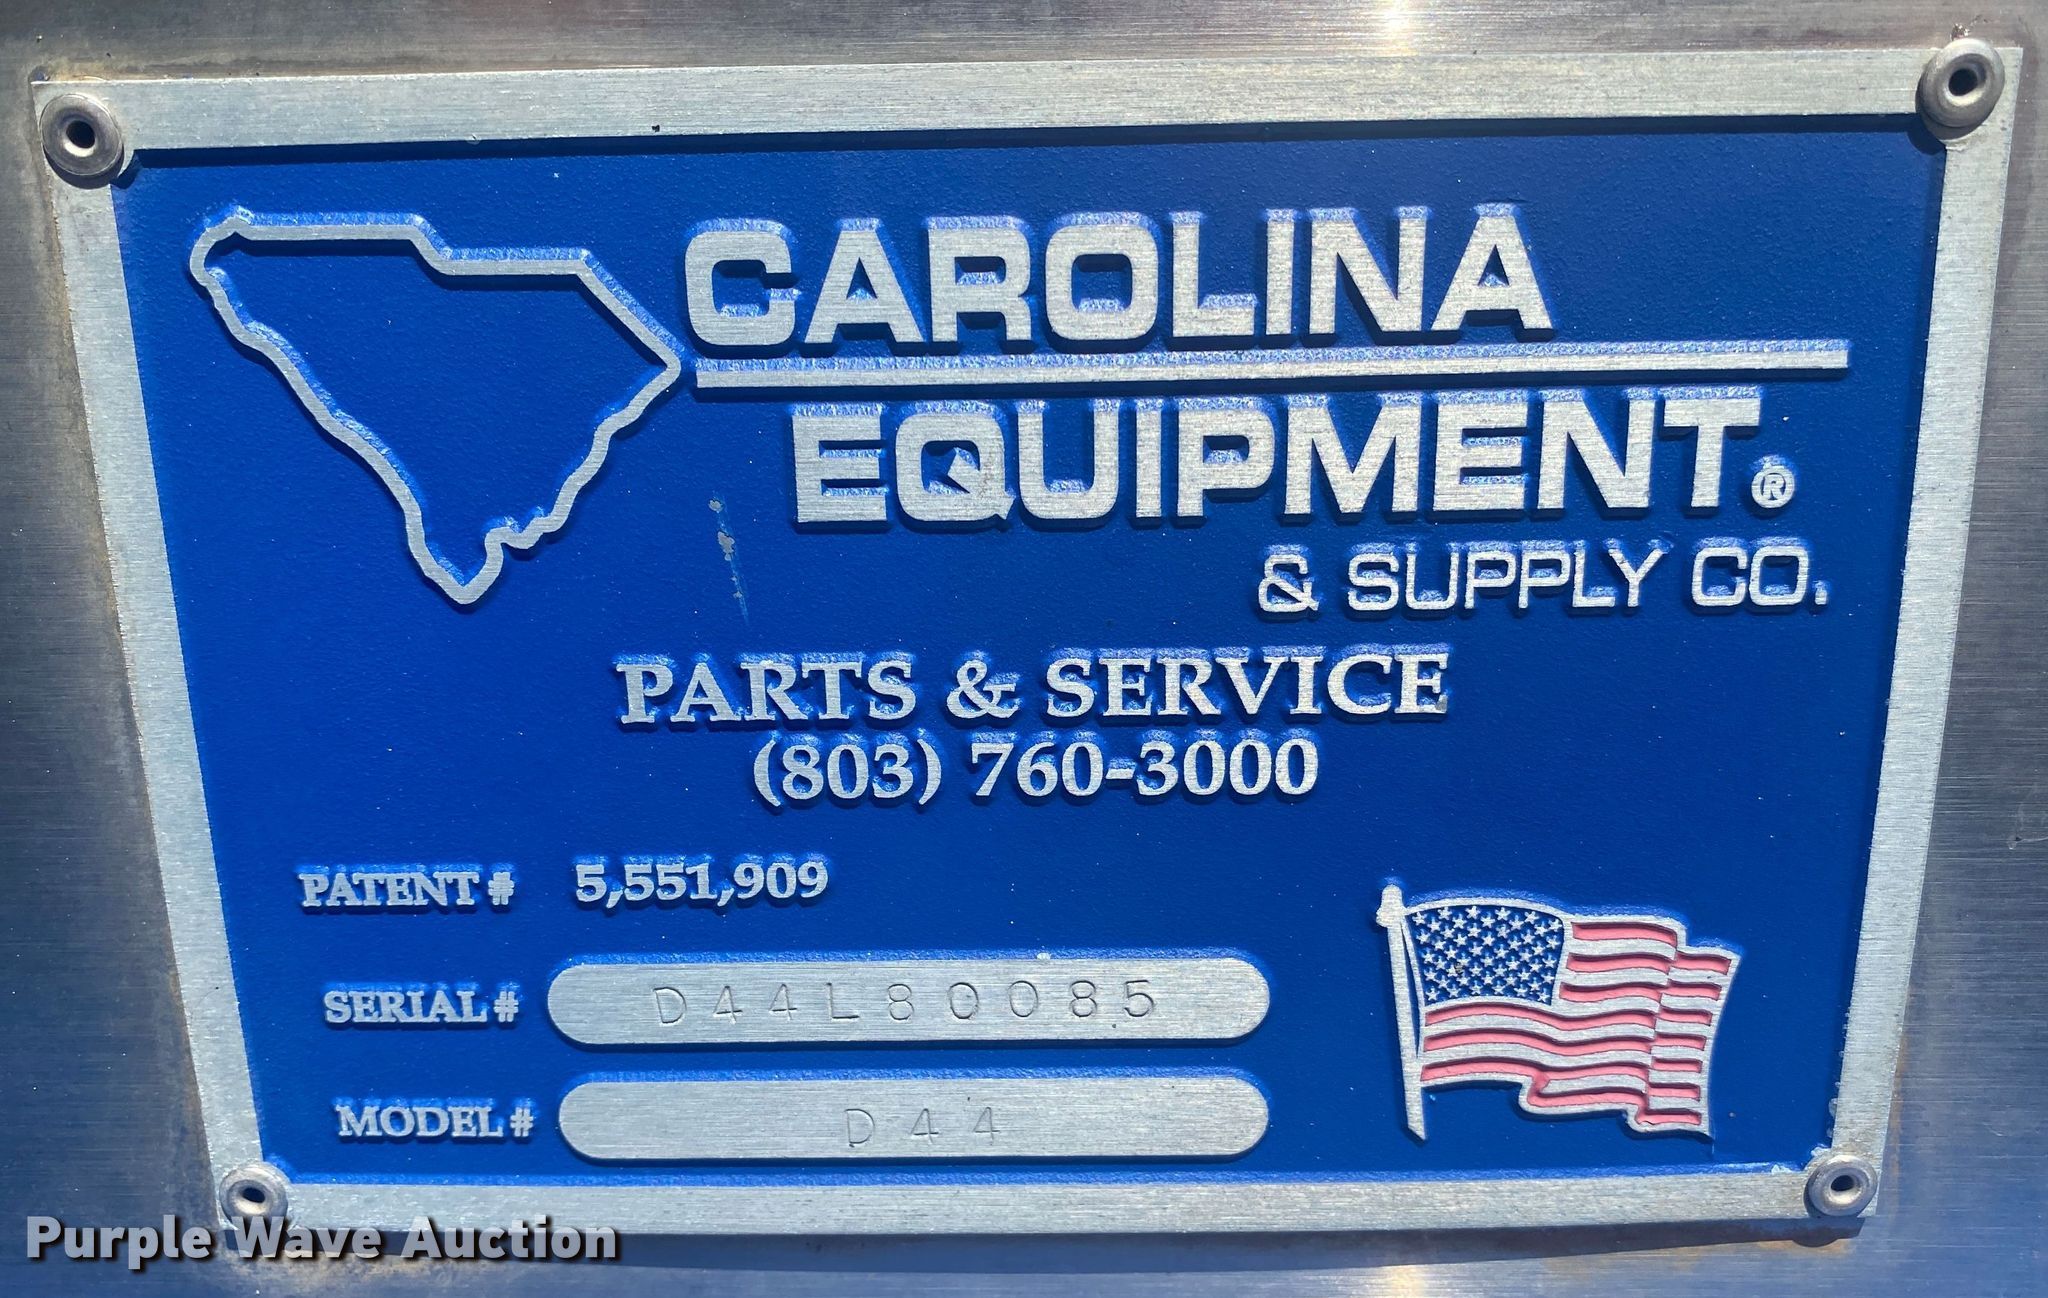 CAROLINA
EQUIPMENT®
& SUPPLY CO.
PARTS & SERVICE
(803) 760-3000
PATENT # 5,551,909
SERIAL # D44L80085
MODEL # D44
Purple Wave Auction